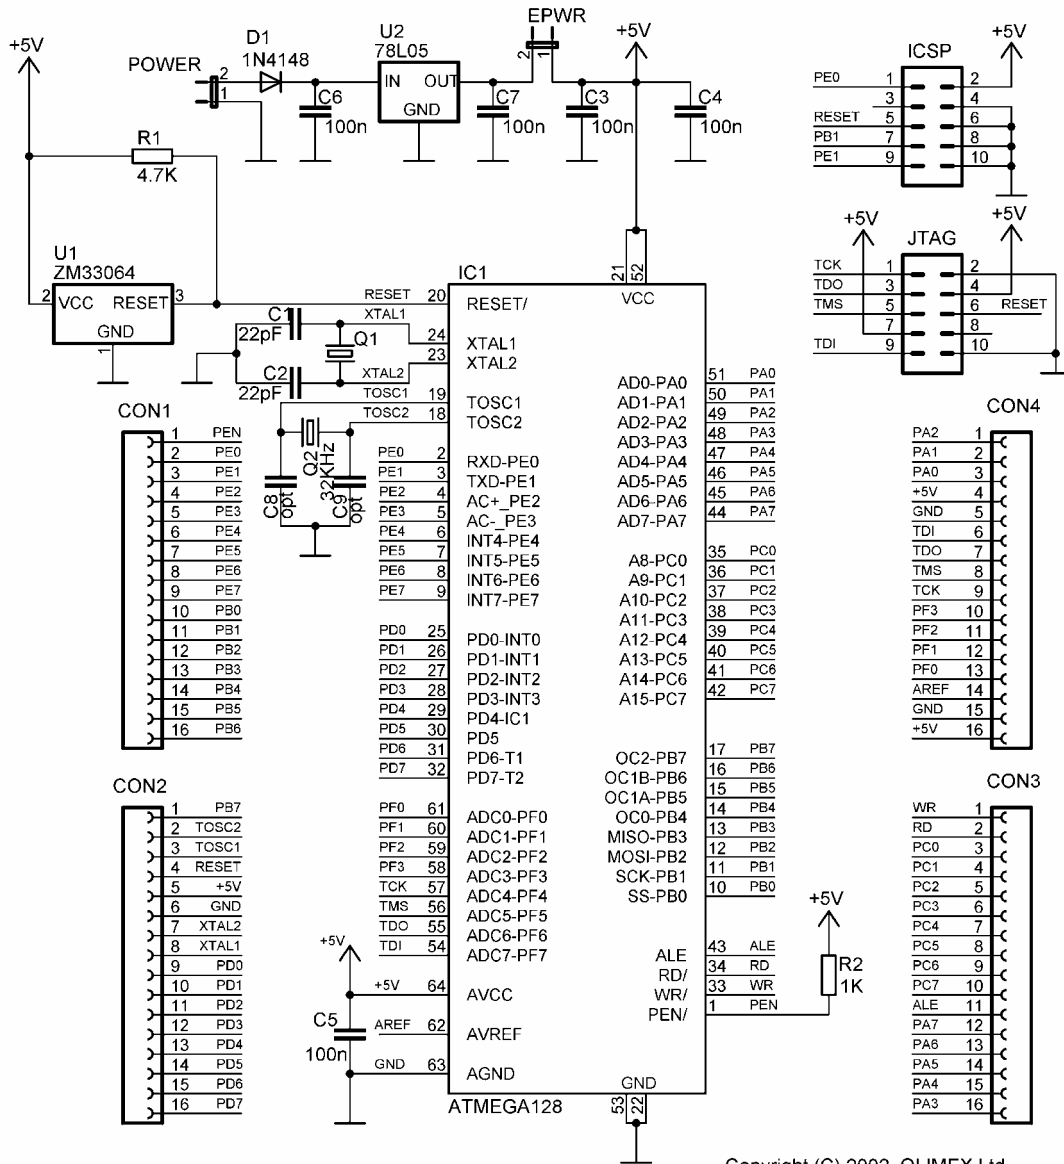 +5V
POWER
2
1
D1
1N4148
C6
100n
U2
78L05
IN OUT
GND
C7
100n
EPWR
2 1
C3
100n
+5V
C4
100n
ICSP
+5V
PE0 1 2
3 4
RESET 5 6
PB1 7 8
PE1 9 10
R1
4.7K
U1
ZM33064
2 VCC RESET 3
GND
1
+5V
+5V
JTAG
TCK 1 2
TDO 3 4
TMS 5 6 RESET
7 8
TDI 9 10
C1
22pF
Q1
C2
22pF
Q2
32KHz
C8
opt
C9
opt
IC1
21 52
VCC
RESET 20 RESET/
XTAL1 24 XTAL1
XTAL2 23 XTAL2
TOSC1 19 TOSC1
TOSC2 18 TOSC2
PE0 2 RXD-PE0
PE1 3 TXD-PE1
PE2 4 AC+_PE2
PE3 5 AC-_PE3
PE4 6 INT4-PE4
PE5 7 INT5-PE5
PE6 8 INT6-PE6
PE7 9 INT7-PE7
PD0 25 PD0-INT0
PD1 26 PD1-INT1
PD2 27 PD2-INT2
PD3 28 PD3-INT3
PD4 29 PD4-IC1
PD5 30 PD5
PD6 31 PD6-T1
PD7 32 PD7-T2
PF0 61 ADC0-PF0
PF1 60 ADC1-PF1
PF2 59 ADC2-PF2
PF3 58 ADC3-PF3
TCK 57 ADC4-PF4
TMS 56 ADC5-PF5
TDO 55 ADC6-PF6
TDI 54 ADC7-PF7
+5V
+5V 64 AVCC
C5
100n
AREF 62 AVREF
GND 63 AGND
AD0-PA0 51 PA0
AD1-PA1 50 PA1
AD2-PA2 49 PA2
AD3-PA3 48 PA3
AD4-PA4 47 PA4
AD5-PA5 46 PA5
AD6-PA6 45 PA6
AD7-PA7 44 PA7
A8-PC0 35 PC0
A9-PC1 36 PC1
A10-PC2 37 PC2
A11-PC3 38 PC3
A12-PC4 39 PC4
A13-PC5 40 PC5
A14-PC6 41 PC6
A15-PC7 42 PC7
OC2-PB7 17 PB7
OC1B-PB6 16 PB6
OC1A-PB5 15 PB5
OC0-PB4 14 PB4
MISO-PB3 13 PB3
MOSI-PB2 12 PB2
SCK-PB1 11 PB1
SS-PB0 10 PB0
ALE 43 ALE
RD/ 34 RD
WR/ 33 WR
PEN/ 1 PEN
+5V
R2
1K
GND
53 22
ATMEGA128
CON1
1 PEN
2 PE0
3 PE1
4 PE2
5 PE3
6 PE4
7 PE5
8 PE6
9 PE7
10 PB0
11 PB1
12 PB2
13 PB3
14 PB4
15 PB5
16 PB6
CON2
1 PB7
2 TOSC2
3 TOSC1
4 RESET
5 +5V
6 GND
7 XTAL2
8 XTAL1
9 PD0
10 PD1
11 PD2
12 PD3
13 PD4
14 PD5
15 PD6
16 PD7
CON4
PA2 1
PA1 2
PA0 3
+5V 4
GND 5
TDI 6
TDO 7
TMS 8
TCK 9
PF3 10
PF2 11
PF1 12
PF0 13
AREF 14
GND 15
+5V 16
CON3
WR 1
RD 2
PC0 3
PC1 4
PC2 5
PC3 6
PC4 7
PC5 8
PC6 9
PC7 10
ALE 11
PA7 12
PA6 13
PA5 14
PA4 15
PA3 16
Copyright (C) 2002, OLIMEX Ltd